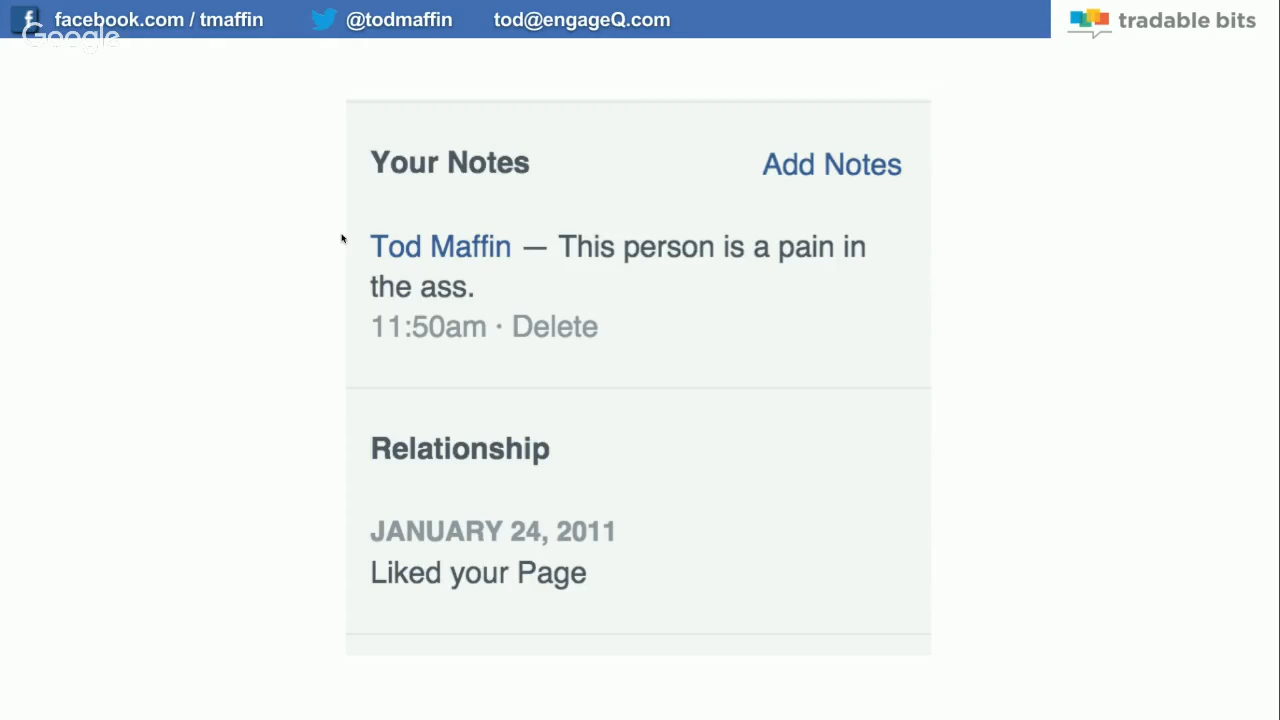 facebook.com / tmaffin @todmaffin tod@engageQ.com tradable bits
Google
Your Notes Add Notes
Tod Maffin — This person is a pain in
the ass.
11:50am · Delete
Relationship
JANUARY 24, 2011
Liked your Page